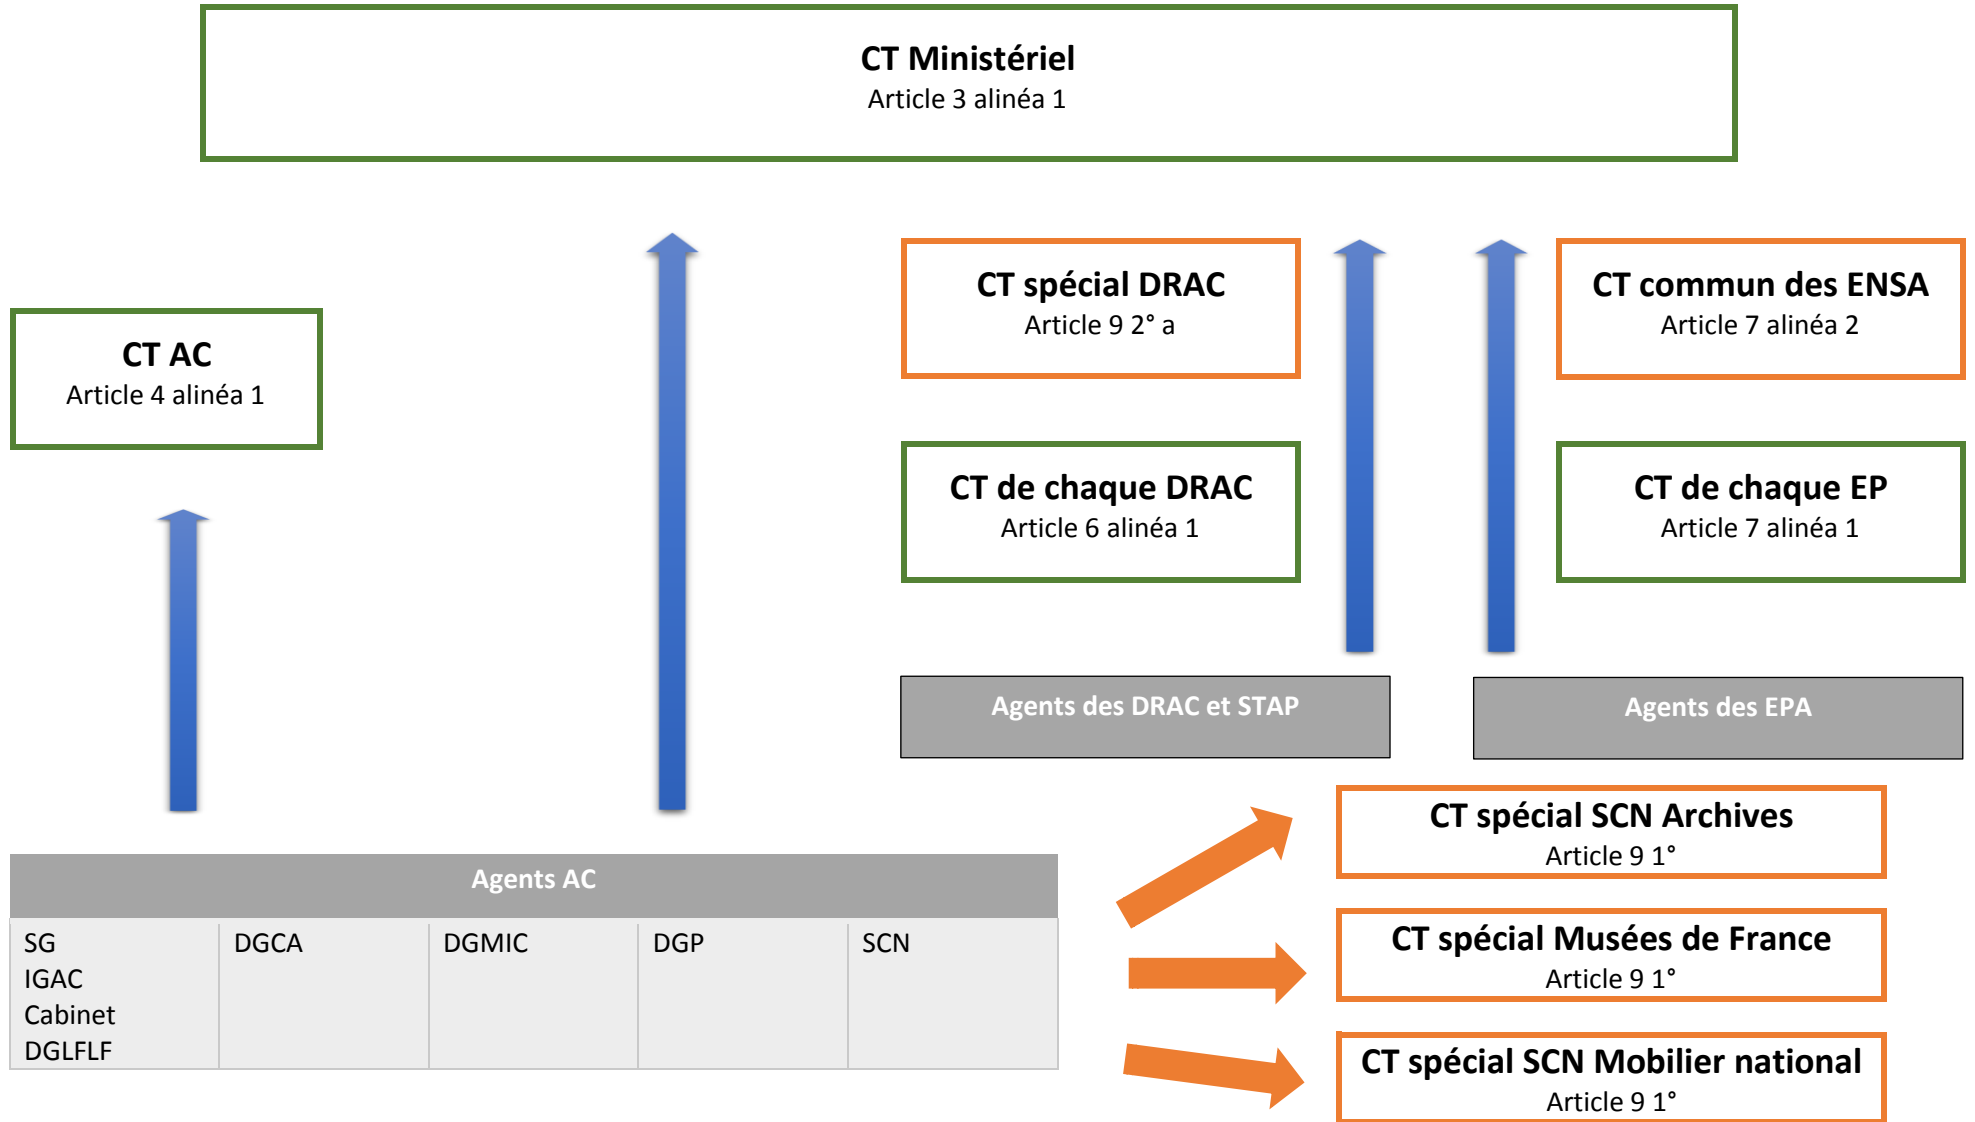 CT Ministériel
Article 3 alinéa 1
CT AC
Article 4 alinéa 1
CT spécial DRAC
Article 9 2° a
CT commun des ENSA
Article 7 alinéa 2
CT de chaque DRAC
Article 6 alinéa 1
CT de chaque EP
Article 7 alinéa 1
Agents des DRAC et STAP
Agents des EPA
Agents AC
SG
IGAC
Cabinet
DGLFLF
DGCA
DGMIC
DGP
SCN
CT spécial SCN Archives
Article 9 1°
CT spécial Musées de France
Article 9 1°
CT spécial SCN Mobilier national
Article 9 1°